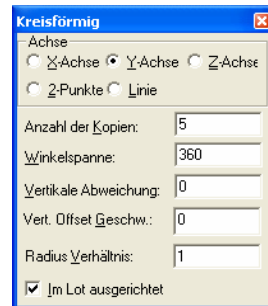 Kreisförmig
Achse
X-Achse Y-Achse Z-Achse
2-Punkte Linie
Anzahl der Kopien: 5
Winkelspanne: 360
Vertikale Abweichung: 0
Vert. Offset Geschw.: 0
Radius Verhältnis: 1
Im Lot ausgerichtet